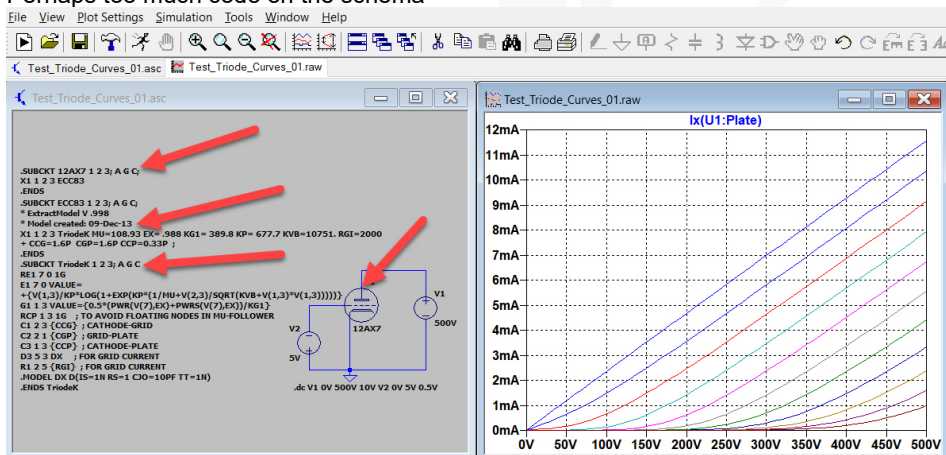 Perhaps too much code on the schema
File View Plot Settings Simulation Tools Window Help
Test_Triode_Curves_01.asc Test_Triode_Curves_01.raw
Test_Triode_Curves_01.asc
.SUBCKT 12AX7 1 2 3; A G C;
X1 1 2 3 ECC83
.ENDS
.SUBCKT ECC83 1 2 3; A G C;
* ExtractModel V .998
* Model created: 09-Dec-13
X1 1 2 3 TriodeK MU=108.93 EX= .988 KG1= 389.8 KP= 677.7 KVB=10751. RGI=2000
+ CCG=1.6P CGP=1.6P CCP=0.33P ;
.ENDS
.SUBCKT TriodeK 1 2 3; A G C
RE1 7 0 1G
E1 7 0 VALUE=
+{V(1,3)/KP*LOG(1+EXP(KP*(1/MU+V(2,3)/SQRT(KVB+V(1,3)*V(1,3)))))}
G1 1 3 VALUE={0.5*(PWR(V(7),EX)+PWRS(V(7),EX))/KG1}
RCP 1 3 1G ; TO AVOID FLOATING NODES IN MU-FOLLOWER
C1 2 3 {CCG} ; CATHODE-GRID
C2 2 1 {CGP} ; GRID-PLATE
C3 1 3 {CCP} ; CATHODE-PLATE
D3 5 3 DX ; FOR GRID CURRENT
R1 2 5 {RGI} ; FOR GRID CURRENT
.MODEL DX D(IS=1N RS=1 CJO=10PF TT=1N)
.ENDS TriodeK
V1
500V
12AX7
V2
5V
.dc V1 0V 500V 10V V2 0V 5V 0.5V
Test_Triode_Curves_01.raw
Ix(U1:Plate)
12mA
11mA
10mA
9mA
8mA
7mA
6mA
5mA
4mA
3mA
2mA
1mA
0mA
0V 50V 100V 150V 200V 250V 300V 350V 400V 450V 500V